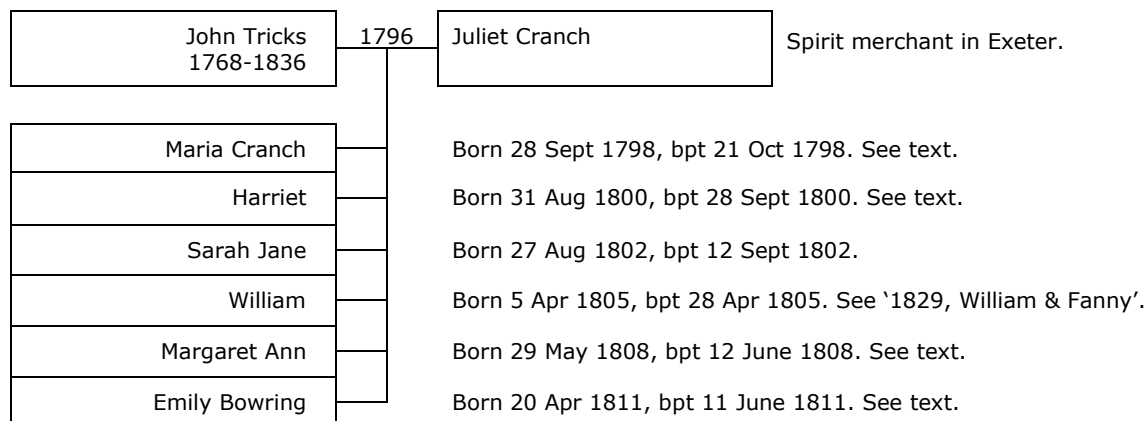 John Tricks 1796 Juliet Cranch Spirit merchant in Exeter.
1768-1836
Maria Cranch Born 28 Sept 1798, bpt 21 Oct 1798. See text.
Harriet Born 31 Aug 1800, bpt 28 Sept 1800. See text.
Sarah Jane Born 27 Aug 1802, bpt 12 Sept 1802.
William Born 5 Apr 1805, bpt 28 Apr 1805. See ‘1829, William & Fanny’.
Margaret Ann Born 29 May 1808, bpt 12 June 1808. See text.
Emily Bowring Born 20 Apr 1811, bpt 11 June 1811. See text.